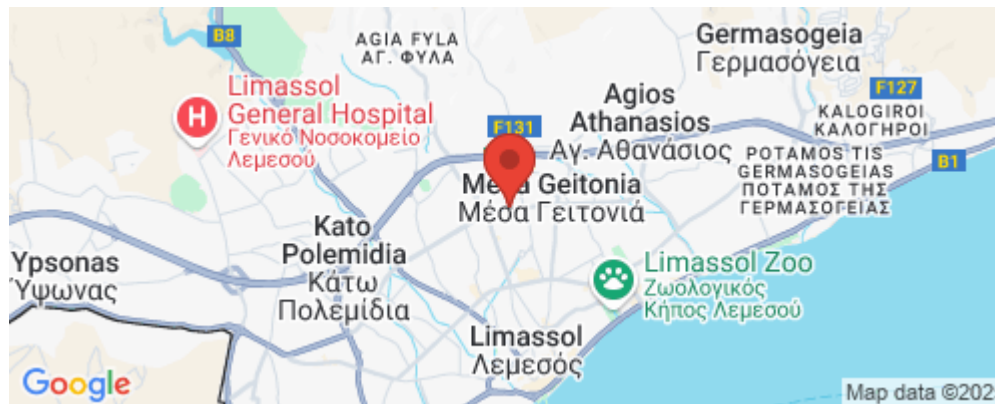 B8
AGIA FYLA
ΑΓ. ΦΥΛΑ
Germasogeia
Γερμασόγεια
Limassol
General Hospital
Γενικό Νοσοκομείο
Λεμεσού
H
F131
F127
Agios
Athanasios
Αγ. Αθανάσιος
KALOGIROI
ΚΑΛΟΓΗΡΟΙ
B1
POTAMOS TIS
GERMASOGEIAS
ΠΟΤΑΜΟΣ ΤΗΣ
ΓΕΡΜΑΣΟΓΕΙΑΣ
Geitonia
Μέσα Γειτονιά
Kato
Polemidia
Κάτω
Πολεμίδια
Ypsonas
Ύψωνας
Limassol Zoo
Ζωολογικός
Κήπος Λεμεσού
Limassol
Λεμεσός
Google
Map data ©202